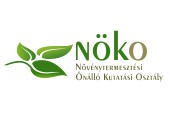 NÖKO
Növénytermesztési
Önálló Kutatási Osztály